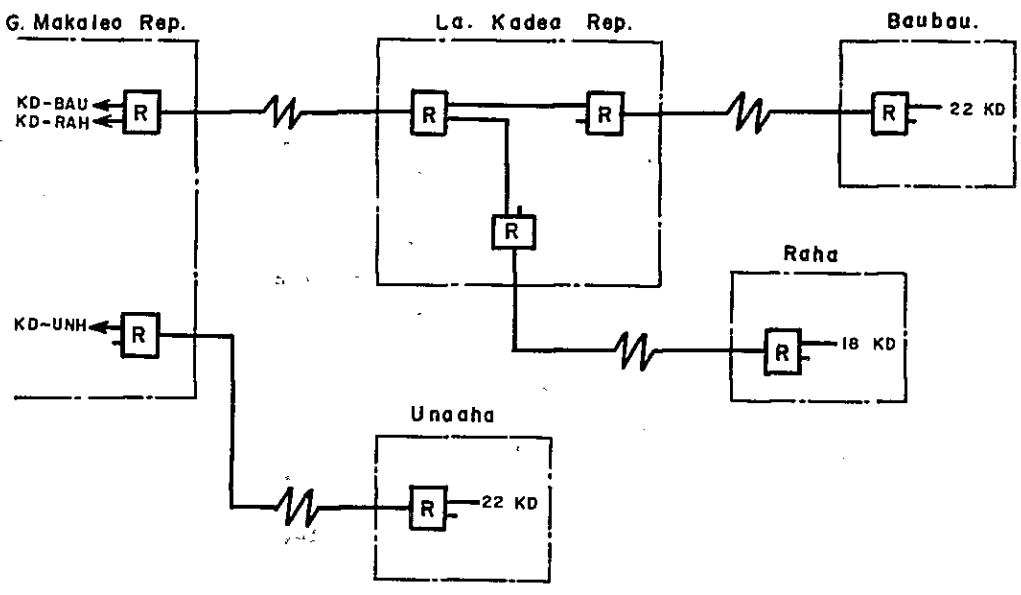 G. Makaleo Rep.
La. Kadea Rep.
Baubau.
KD-BAU
KD-RAH
R
R
R
R
22 KD
R
Raha
KD-UNH
R
R
18 KD
Unaaha
R
22 KD